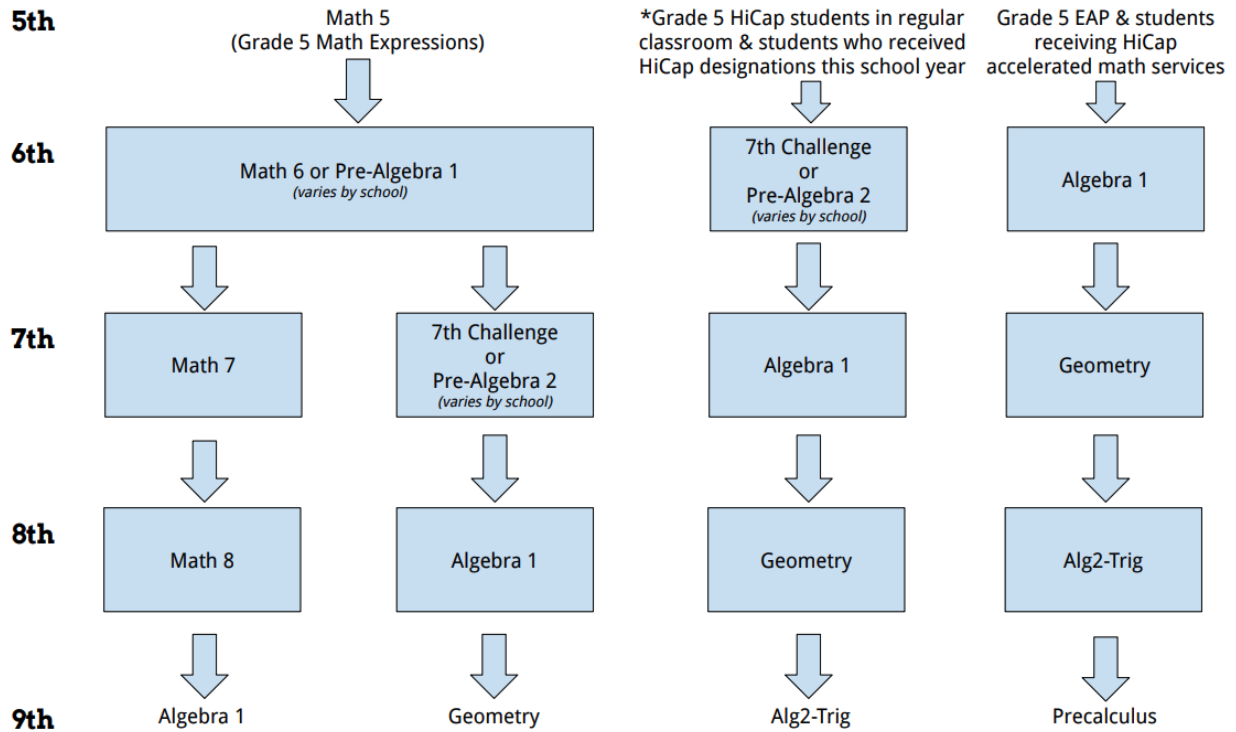 5th
Math 5
(Grade 5 Math Expressions)
*Grade 5 HiCap students in regular
classroom & students who received
HiCap designations this school year
Grade 5 EAP & students
receiving HiCap
accelerated math services
6th
Math 6 or Pre-Algebra 1
(varies by school)
7th Challenge
or
Pre-Algebra 2
(varies by school)
Algebra 1
7th
Math 7
7th Challenge
or
Pre-Algebra 2
(varies by school)
Algebra 1
Geometry
8th
Math 8
Algebra 1
Geometry
Alg2-Trig
9th
Algebra 1
Geometry
Alg2-Trig
Precalculus